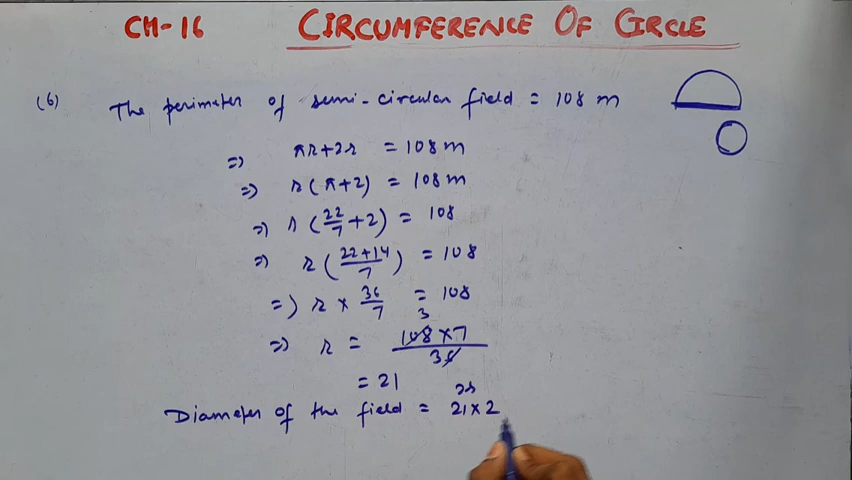 CH-16 CIRCUMFERENCE OF CIRCLE
(6) The perimeter of semi-circular field = 108 m
=) πr+2r = 108 m
=) r(π+2) = 108 m
=) r(22/7+2) = 108
=) r(22+14/7) = 108
=) r × 36/7 = 108
=) r = 108×7/36 3
= 21
2r
Diameter of the field = 21×2